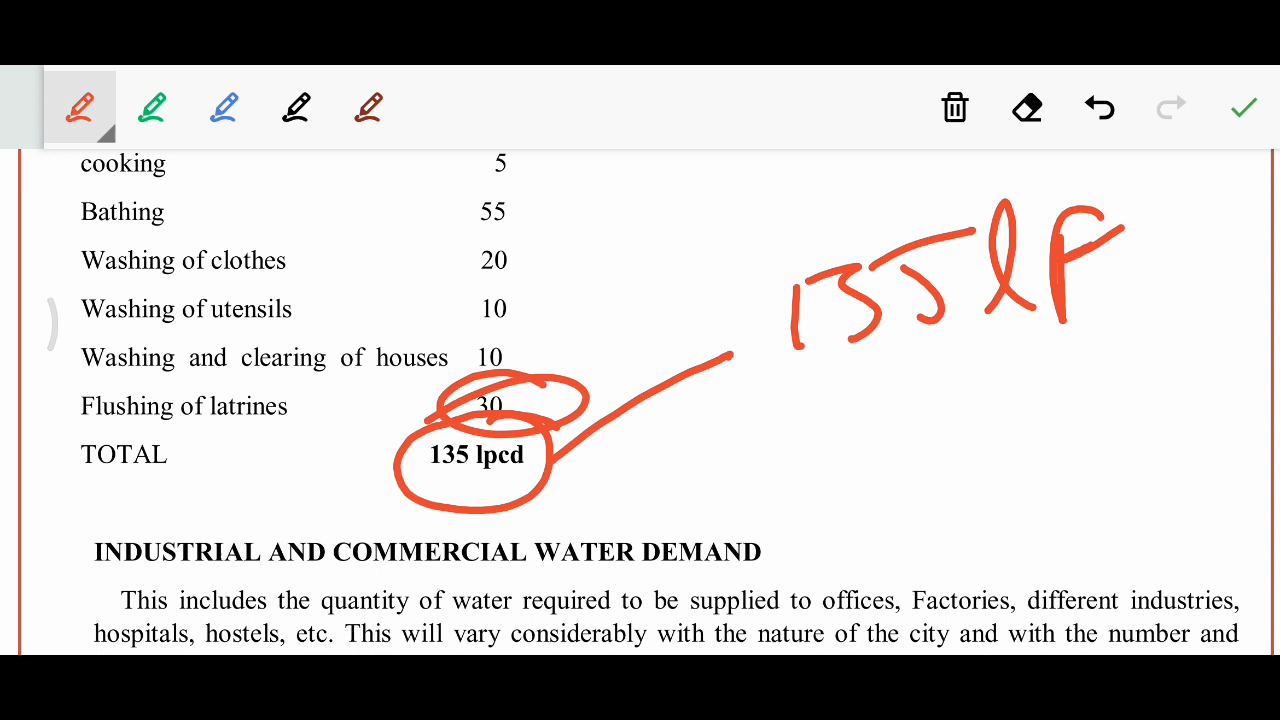 cooking 5
Bathing 55
Washing of clothes 20
Washing of utensils 10
Washing and clearing of houses 10
Flushing of latrines 30
TOTAL 135 lpcd
135 lp
INDUSTRIAL AND COMMERCIAL WATER DEMAND
This includes the quantity of water required to be supplied to offices, Factories, different industries,
hospitals, hostels, etc. This will vary considerably with the nature of the city and with the number and